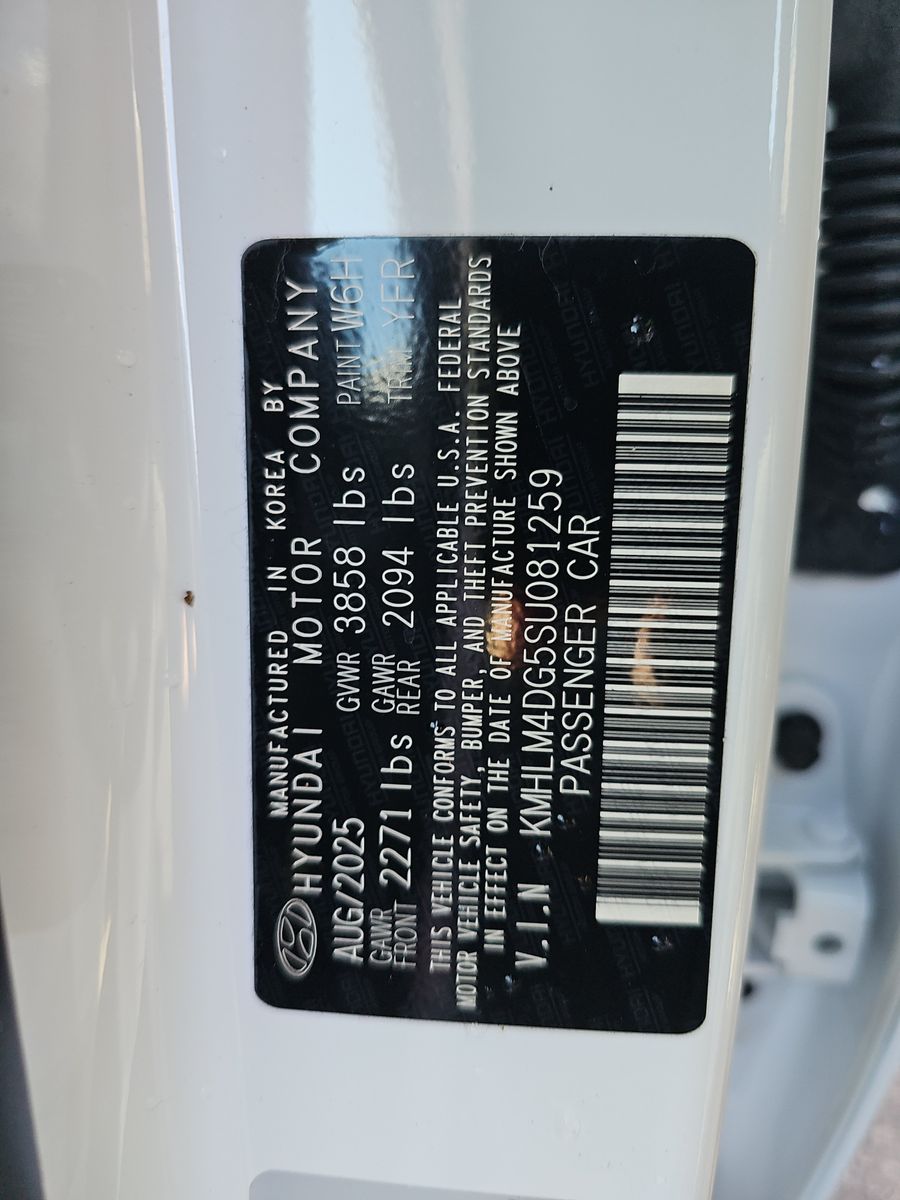 MANUFACTURED IN KOREA BY
HYUNDAI MOTOR COMPANY
AUG/2025 GVWR 3858 lbs PAINT W6H
GAWR FRONT 2271 lbs GAWR REAR 2094 lbs TRIM YFR
THIS VEHICLE CONFORMS TO ALL APPLICABLE U.S.A. FEDERAL
MOTOR VEHICLE SAFETY, BUMPER, AND THEFT PREVENTION STANDARDS
IN EFFECT ON THE DATE OF MANUFACTURE SHOWN ABOVE
V.I.N KMHLM4DG5SU081259
PASSENGER CAR